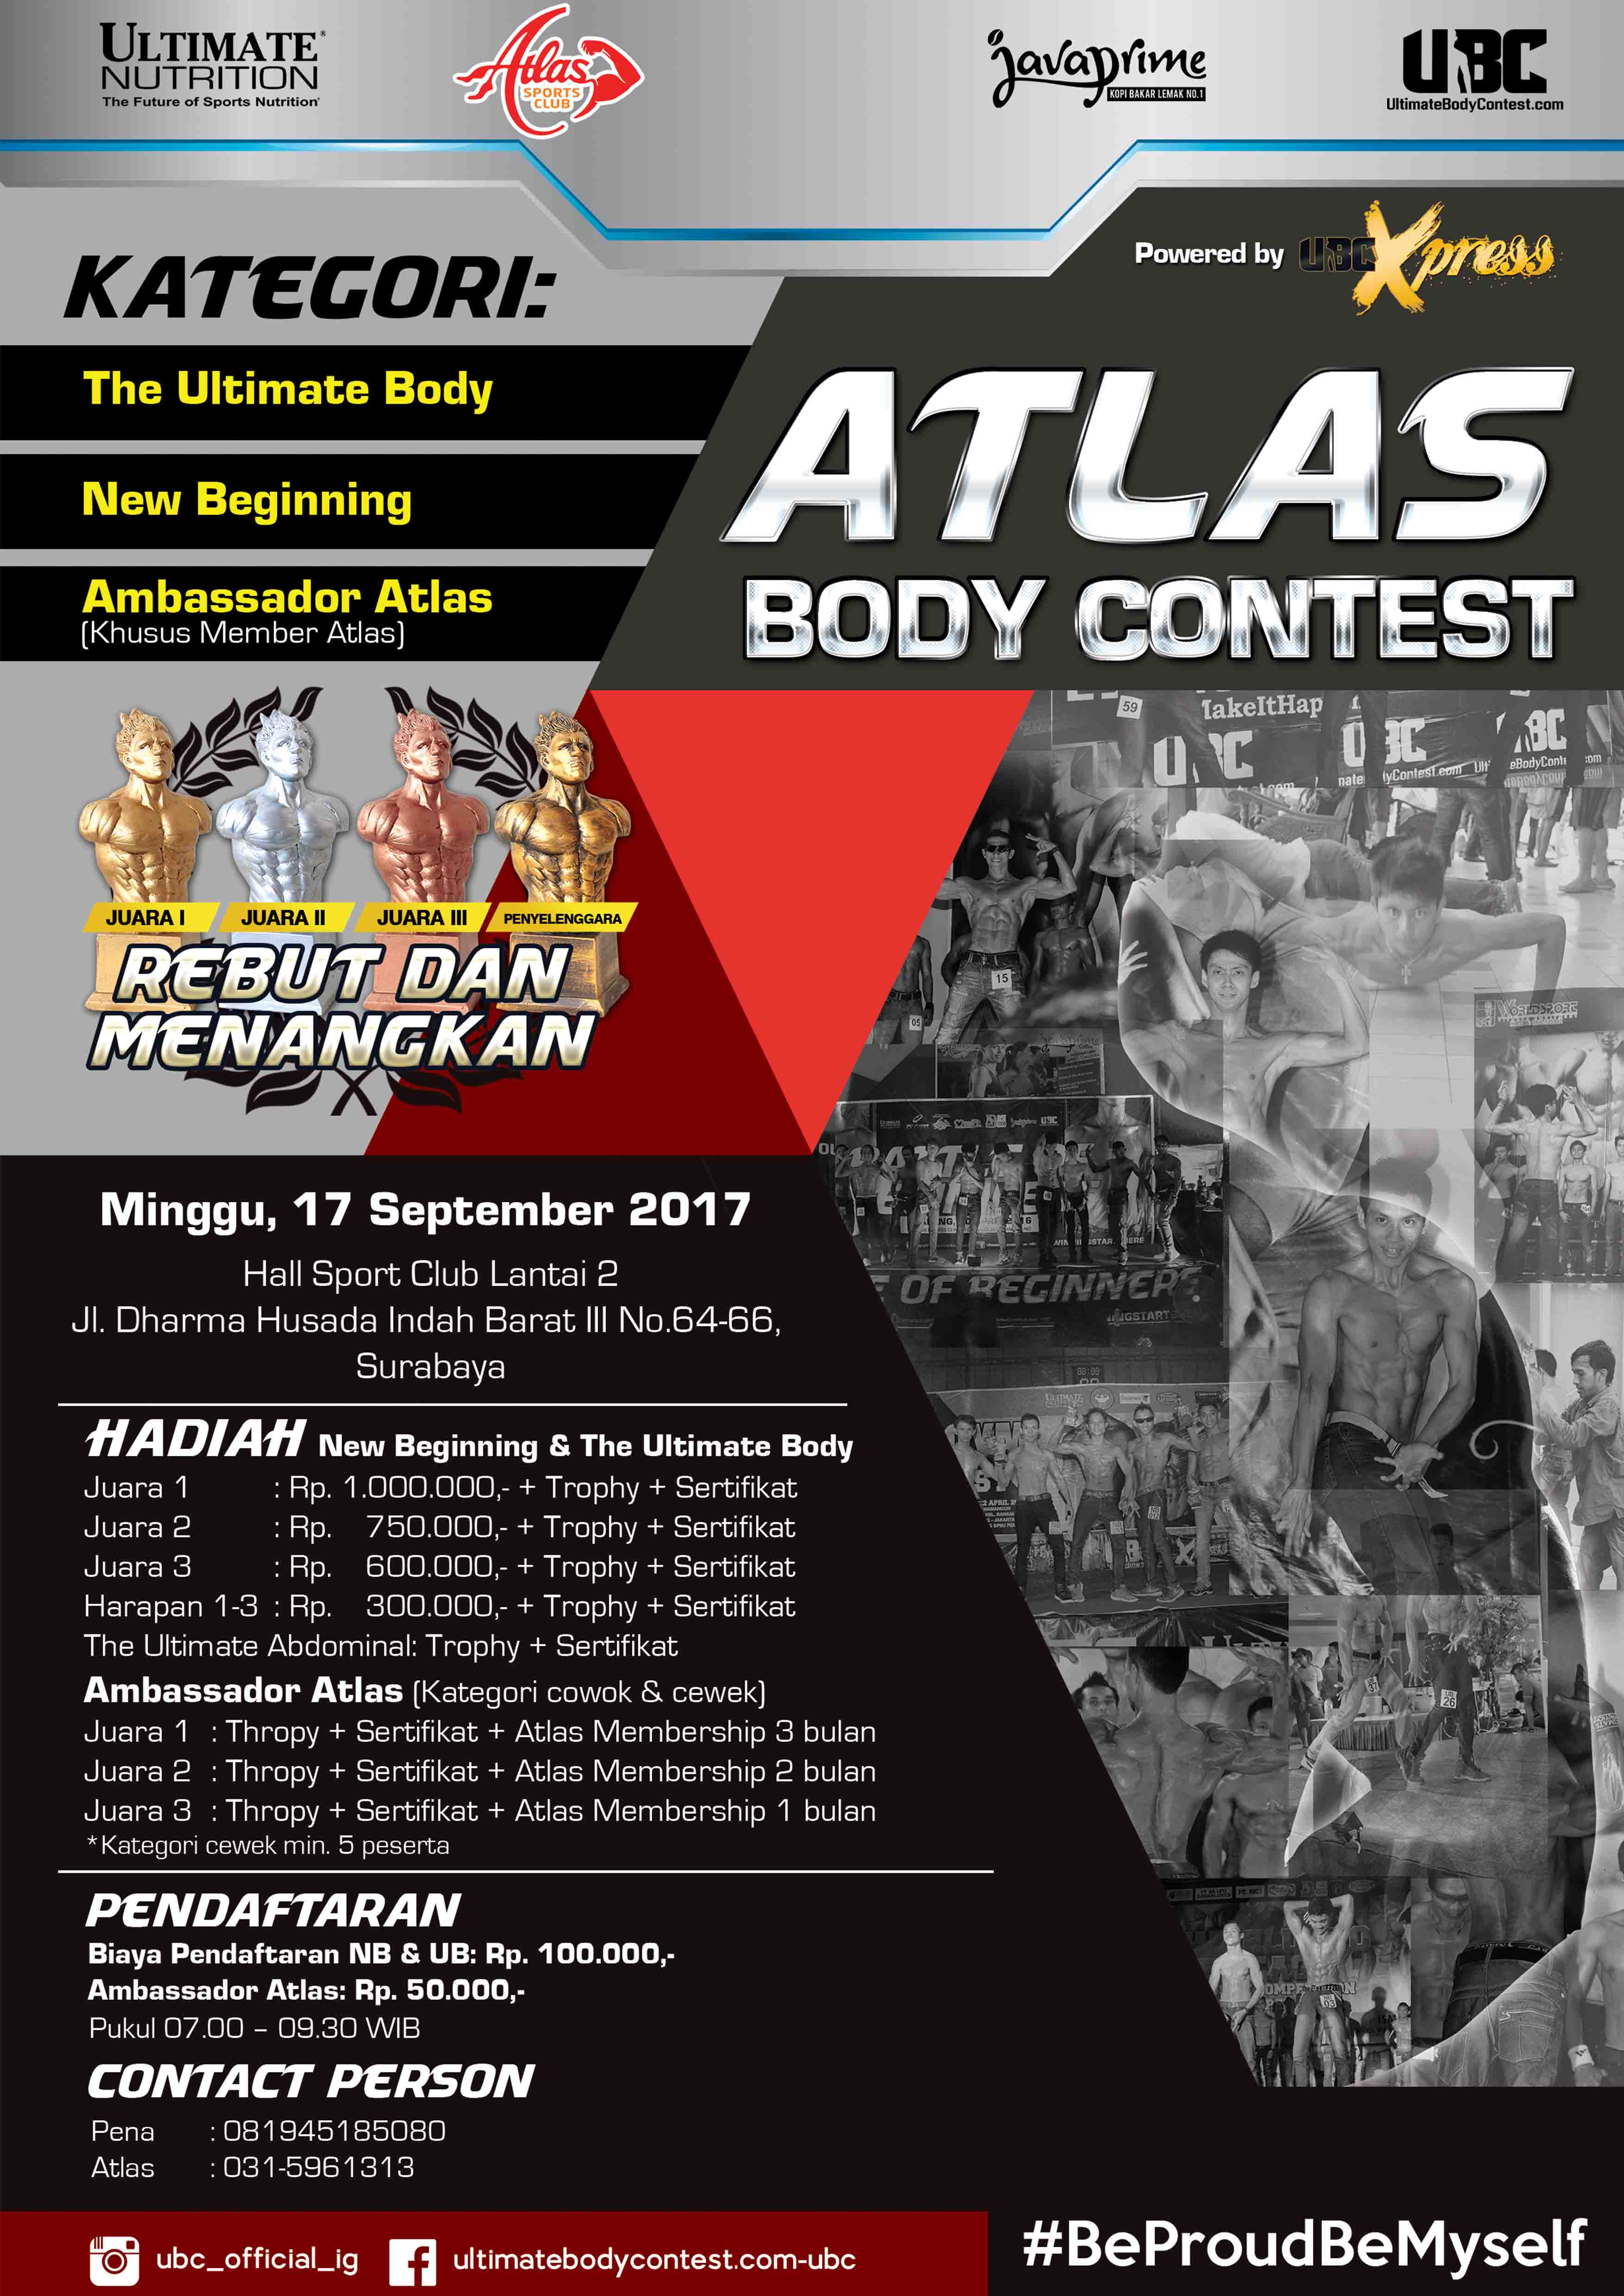 ULTIMATE®
NUTRITION
The Future of Sports Nutrition®
Atlas
SPORTS
CLUB
javaprime
KOPI BAKAR LEMAK NO.1
UBC
UltimateBodyContest.com
Powered by UBC Xpress
KATEGORI:
The Ultimate Body
New Beginning
Ambassador Atlas
(Khusus Member Atlas)
ATLAS
BODY CONTEST
JUARA I
JUARA II
JUARA III
PENYELENGGARA
REBUT DAN
MENANGKAN
59
MakeItHap
15
05
OF BEGINNER
26
03
Minggu, 17 September 2017
Hall Sport Club Lantai 2
Jl. Dharma Husada Indah Barat III No.64-66,
Surabaya
HADIAH New Beginning & The Ultimate Body
Juara 1 : Rp. 1.000.000,- + Trophy + Sertifikat
Juara 2 : Rp. 750.000,- + Trophy + Sertifikat
Juara 3 : Rp. 600.000,- + Trophy + Sertifikat
Harapan 1-3 : Rp. 300.000,- + Trophy + Sertifikat
The Ultimate Abdominal: Trophy + Sertifikat
Ambassador Atlas (Kategori cowok & cewek)
Juara 1 : Thropy + Sertifikat + Atlas Membership 3 bulan
Juara 2 : Thropy + Sertifikat + Atlas Membership 2 bulan
Juara 3 : Thropy + Sertifikat + Atlas Membership 1 bulan
*Kategori cewek min. 5 peserta
PENDAFTARAN
Biaya Pendaftaran NB & UB: Rp. 100.000,-
Ambassador Atlas: Rp. 50.000,-
Pukul 07.00 – 09.30 WIB
CONTACT PERSON
Pena : 081945185080
Atlas : 031-5961313
ubc_official_ig
ultimatebodycontest.com-ubc
#BeProudBeMyself